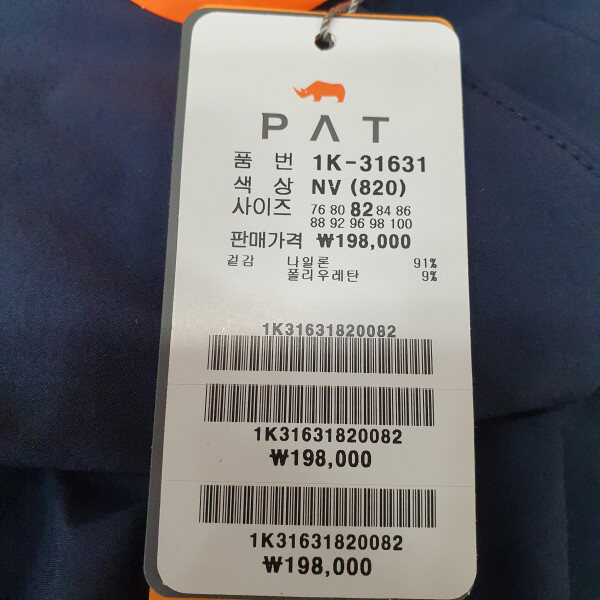 PAT
품 번 1K-31631
색 상 NV (820)
사이즈 76 80 82 84 86
88 92 96 98 100
판매가격 ₩198,000
겉감 나일론 91%
폴리우레탄 9%
1K31631820082
1K31631820082
₩198,000
1K31631820082
₩198,000